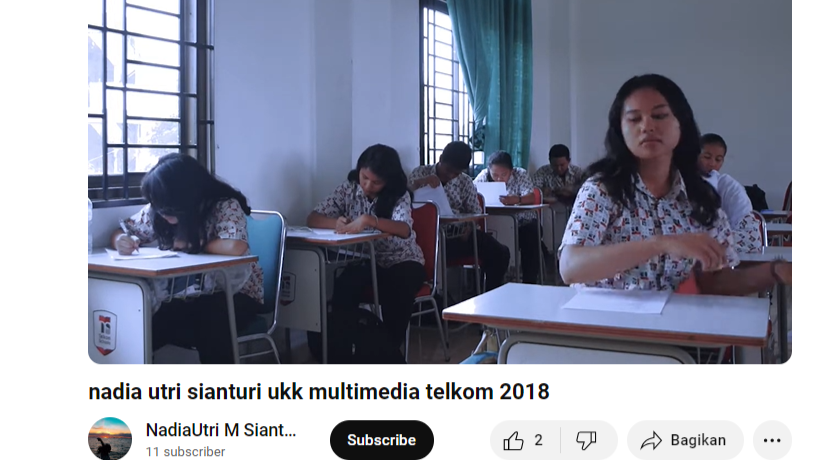 nadia utri sianturi ukk multimedia telkom 2018
NadiaUtri M Siant...
11 subscriber
Subscribe
2
Bagikan